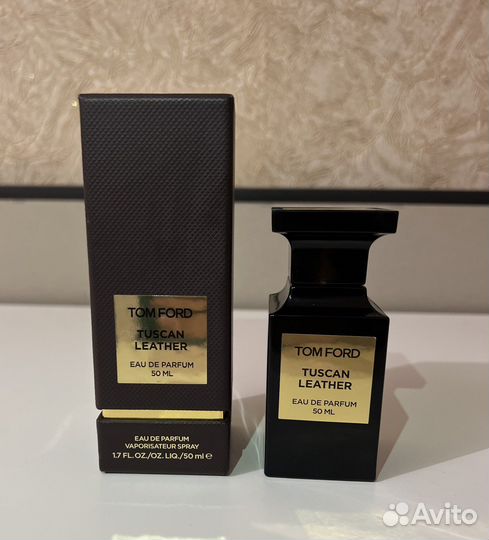 TOM FORD
TUSCAN
LEATHER
EAU DE PARFUM
50 ML
EAU DE PARFUM
VAPORISATEUR SPRAY
1.7 FL.OZ./OZ. LIQ./50 ml ℮
TOM FORD
TUSCAN
LEATHER
EAU DE PARFUM
50 ML
Avito